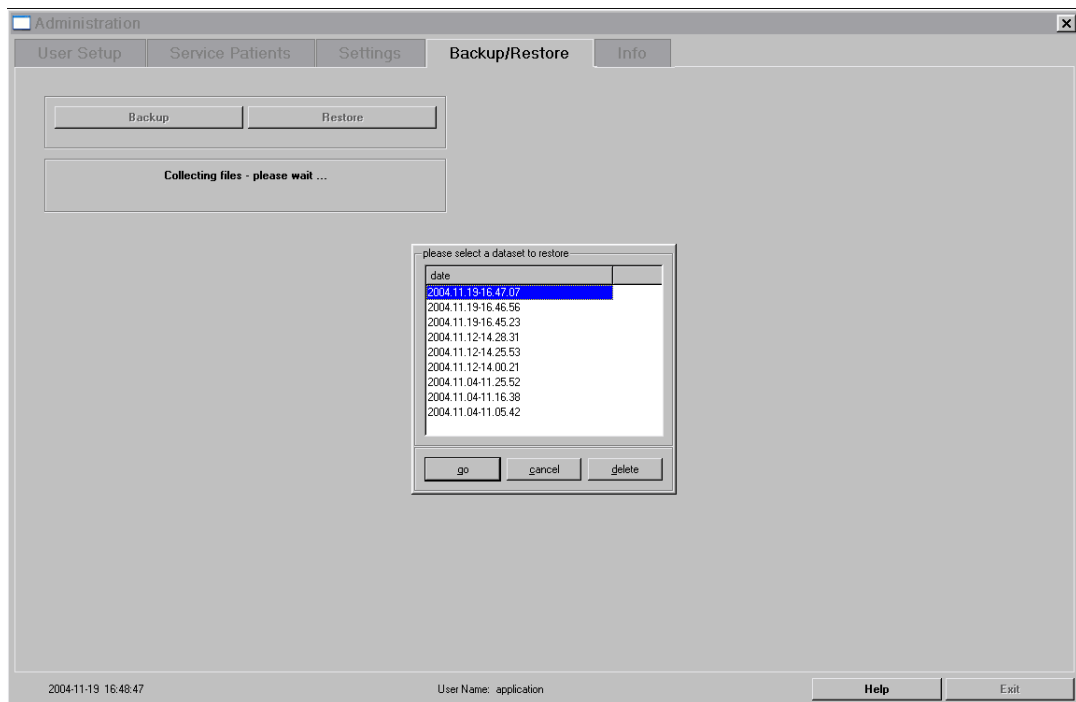 Administration
User Setup Service Patients Settings Backup/Restore Info
Backup Restore
Collecting files - please wait ...
please select a dataset to restore
date
2004.11.19-16.47.07
2004.11.19-16.46.56
2004.11.19-16.45.23
2004.11.12-14.28.31
2004.11.12-14.25.53
2004.11.12-14.00.21
2004.11.04-11.25.52
2004.11.04-11.16.38
2004.11.04-11.05.42
go cancel delete
2004-11-19 16:48:47 User Name: application Help Exit